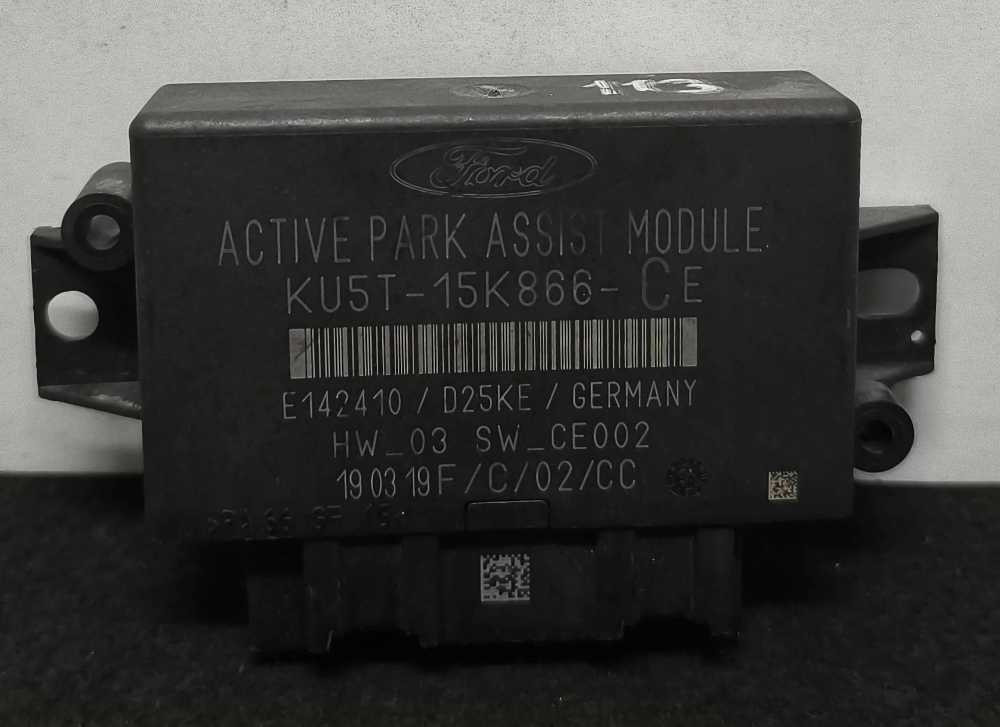 113
Ford
ACTIVE PARK ASSIST MODULE
KU5T-15K866- CE
E142410 / D25KE / GERMANY
HW_03 SW_CE002
19 03 19 F/C/02/CC